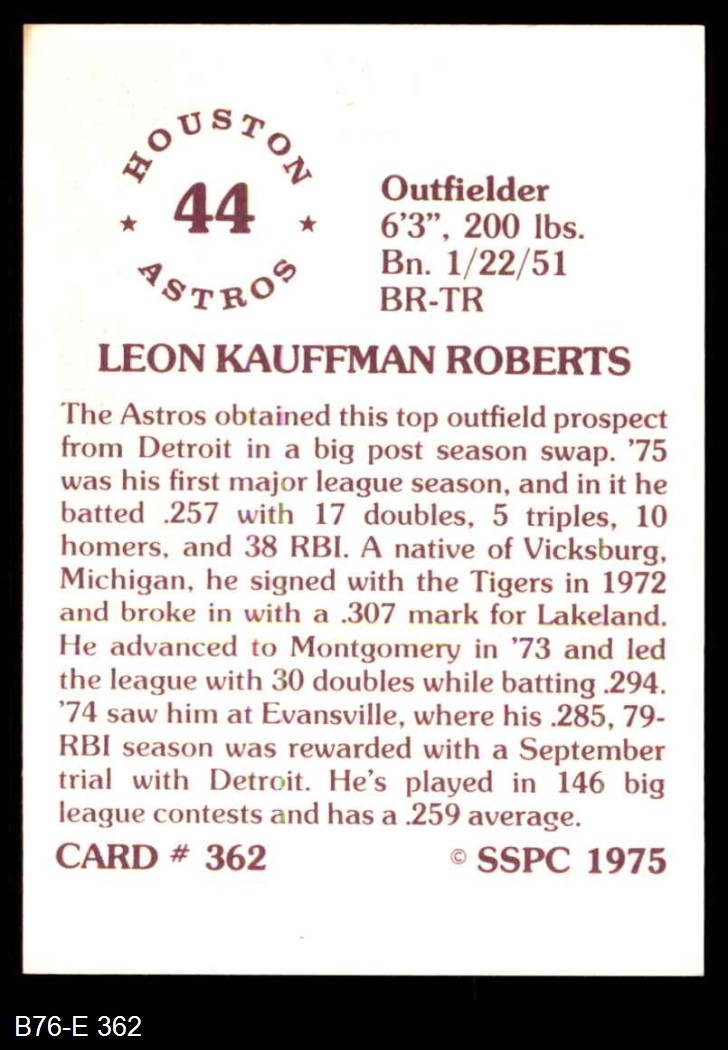 HOUSTON
★ 44 ★
ASTROS
Outfielder
6'3”, 200 lbs.
Bn. 1/22/51
BR-TR
LEON KAUFFMAN ROBERTS
The Astros obtained this top outfield prospect
from Detroit in a big post season swap. ’75
was his first major league season, and in it he
batted .257 with 17 doubles, 5 triples, 10
homers, and 38 RBI. A native of Vicksburg,
Michigan, he signed with the Tigers in 1972
and broke in with a .307 mark for Lakeland.
He advanced to Montgomery in ’73 and led
the league with 30 doubles while batting .294.
’74 saw him at Evansville, where his .285, 79-
RBI season was rewarded with a September
trial with Detroit. He’s played in 146 big
league contests and has a .259 average.
CARD # 362 © SSPC 1975
B76-E 362